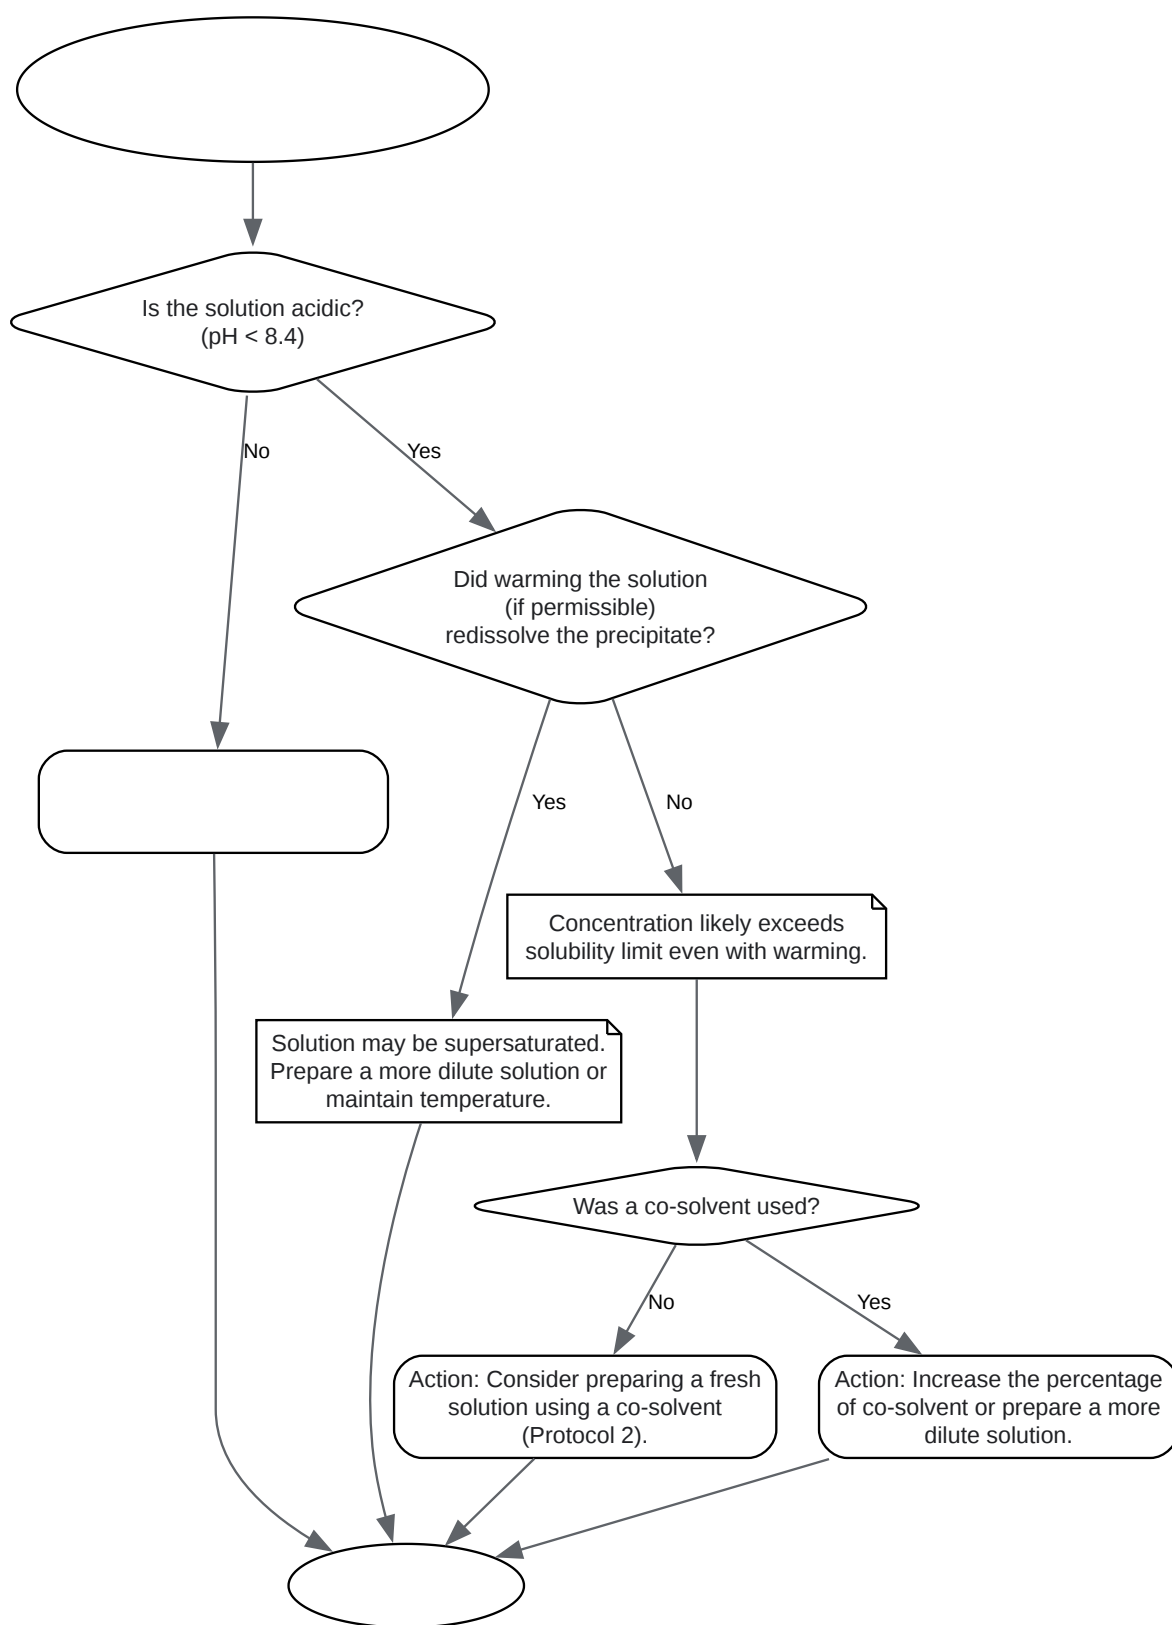 Is the solution acidic?
(pH < 8.4)
No
Yes
Did warming the solution
(if permissible)
redissolve the precipitate?
Yes
No
Concentration likely exceeds
solubility limit even with warming.
Solution may be supersaturated.
Prepare a more dilute solution or
maintain temperature.
Was a co-solvent used?
No
Yes
Action: Consider preparing a fresh
solution using a co-solvent
(Protocol 2).
Action: Increase the percentage
of co-solvent or prepare a more
dilute solution.